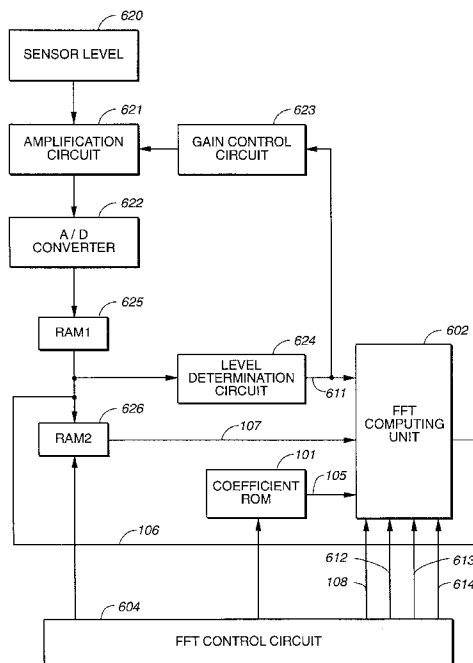 620
SENSOR LEVEL
621
AMPLIFICATION
CIRCUIT
623
GAIN CONTROL
CIRCUIT
622
A / D
CONVERTER
625
RAM1
624
LEVEL
DETERMINATION
CIRCUIT
611
602
FFT
COMPUTING
UNIT
626
RAM2
107
101
COEFFICIENT
ROM
105
106
612
613
108
614
604
FFT CONTROL CIRCUIT